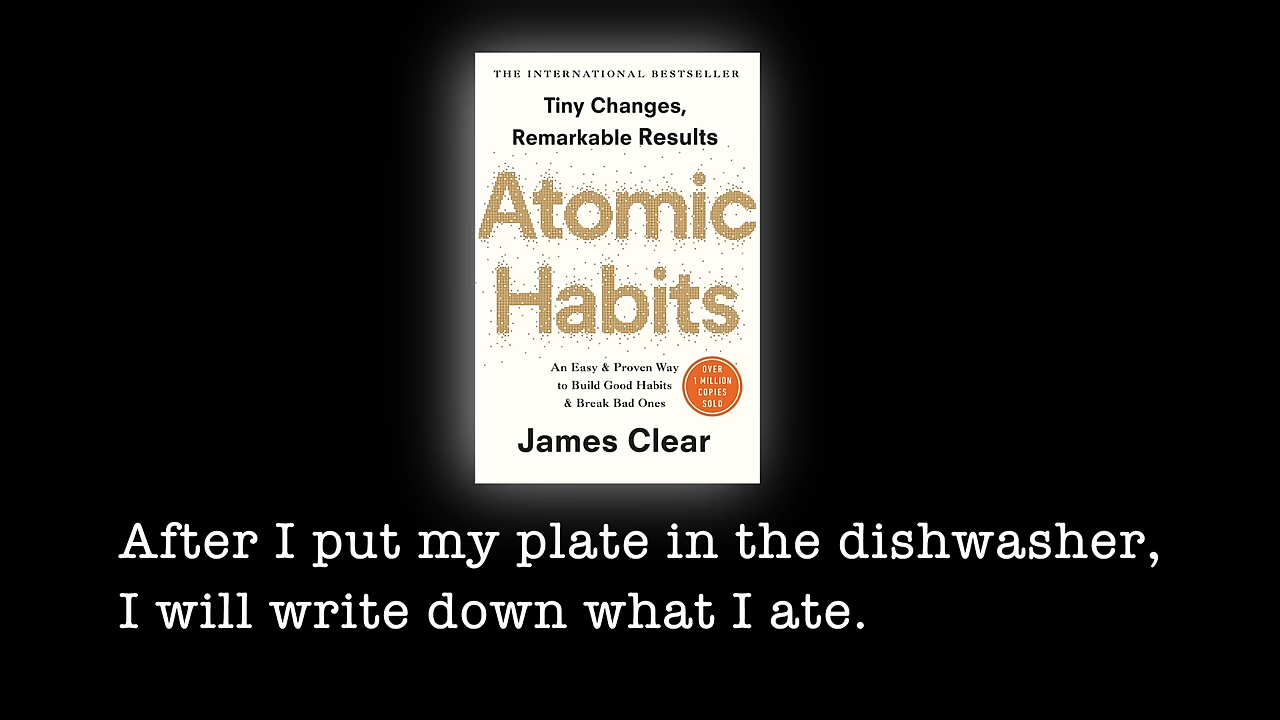 THE INTERNATIONAL BESTSELLER
Tiny Changes,
Remarkable Results
Atomic
Habits
An Easy & Proven Way
to Build Good Habits
& Break Bad Ones
OVER
1 MILLION
COPIES
SOLD
James Clear
After I put my plate in the dishwasher,
I will write down what I ate.